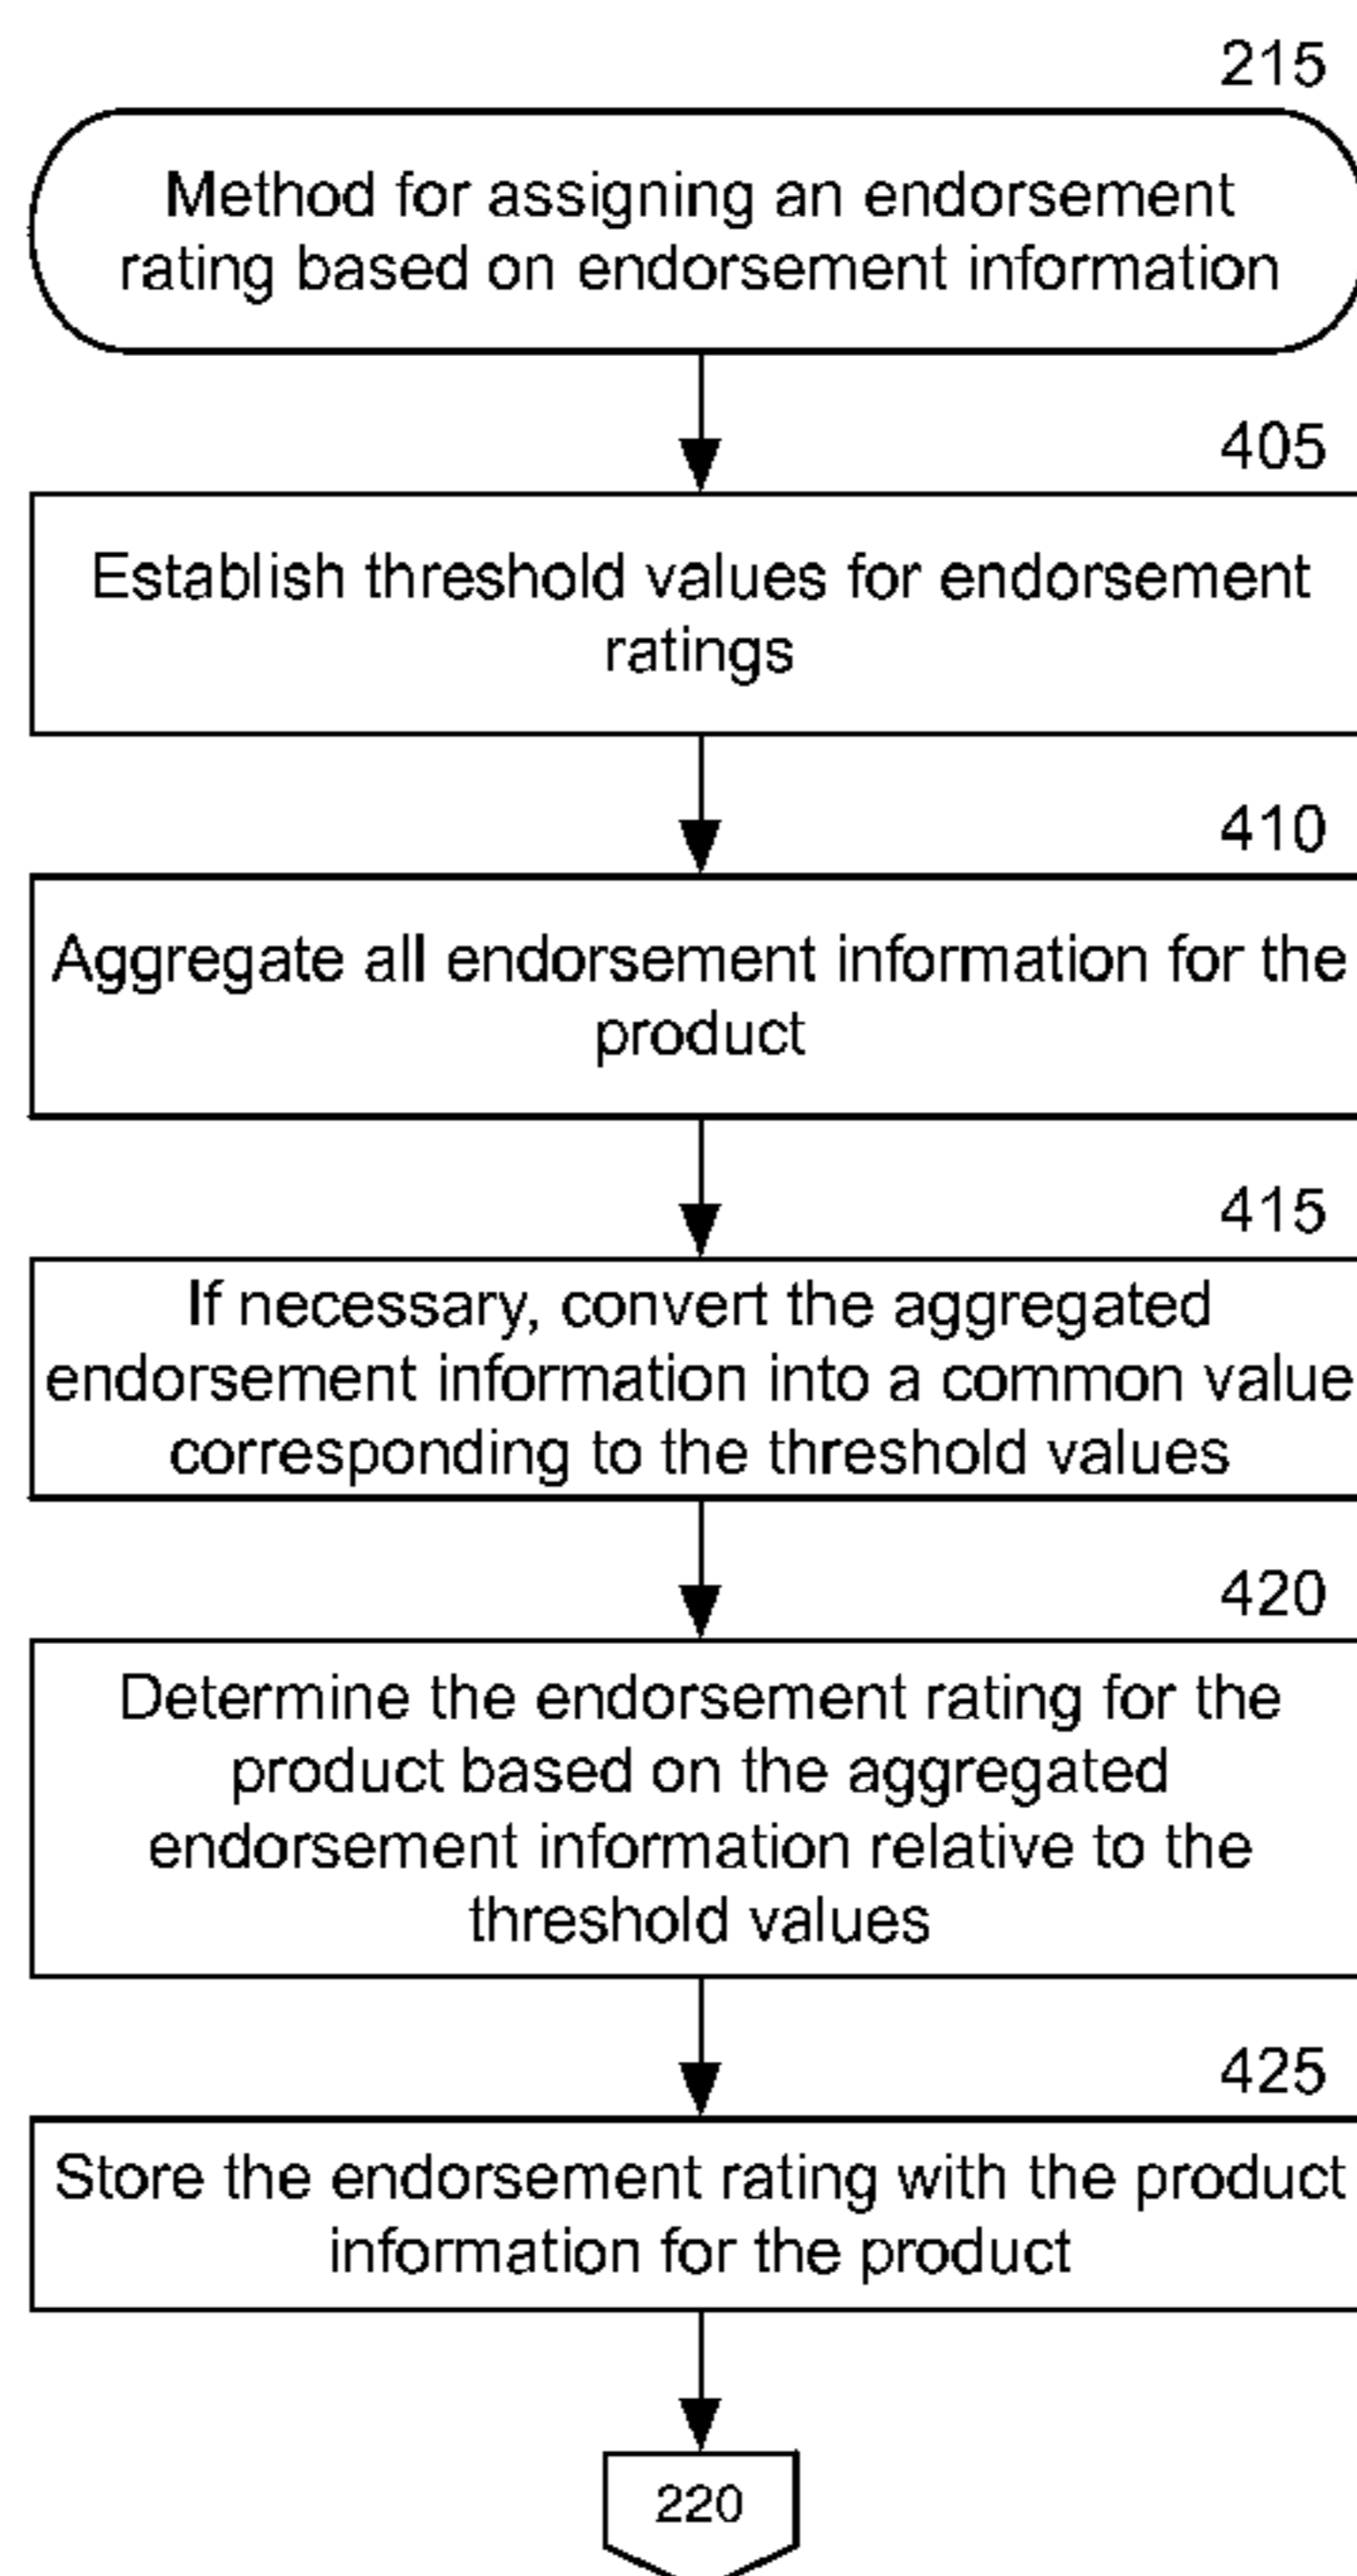 215
Method for assigning an endorsement
rating based on endorsement information
405
Establish threshold values for endorsement
ratings
410
Aggregate all endorsement information for the
product
415
If necessary, convert the aggregated
endorsement information into a common value
corresponding to the threshold values
420
Determine the endorsement rating for the
product based on the aggregated
endorsement information relative to the
threshold values
425
Store the endorsement rating with the product
information for the product
220